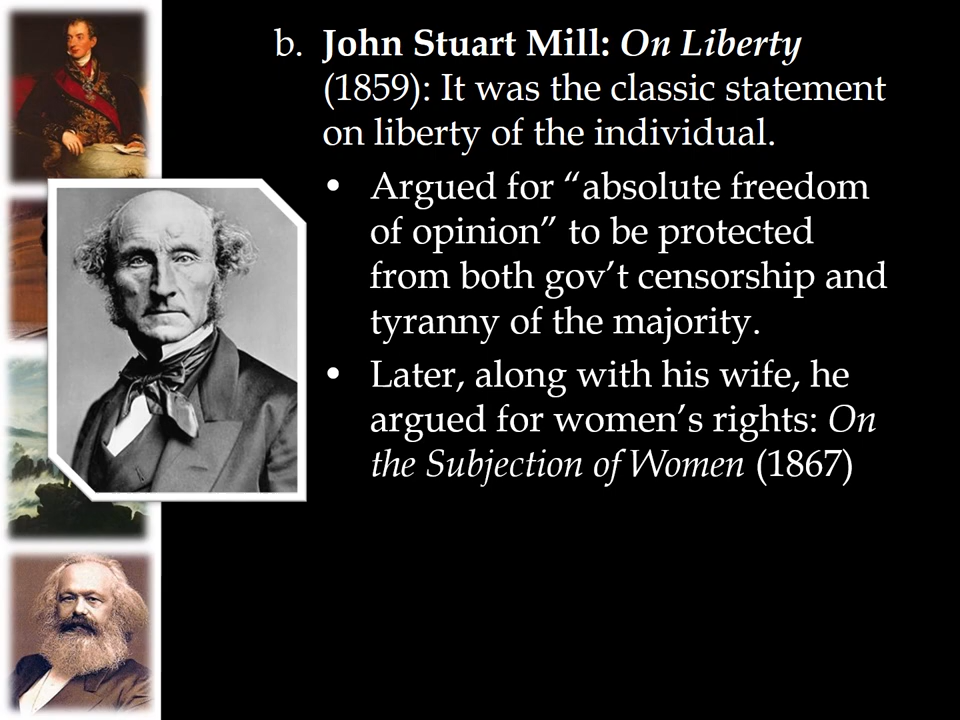 b. John Stuart Mill: On Liberty
(1859): It was the classic statement
on liberty of the individual.
• Argued for “absolute freedom
of opinion” to be protected
from both gov’t censorship and
tyranny of the majority.
• Later, along with his wife, he
argued for women’s rights: On
the Subjection of Women (1867)